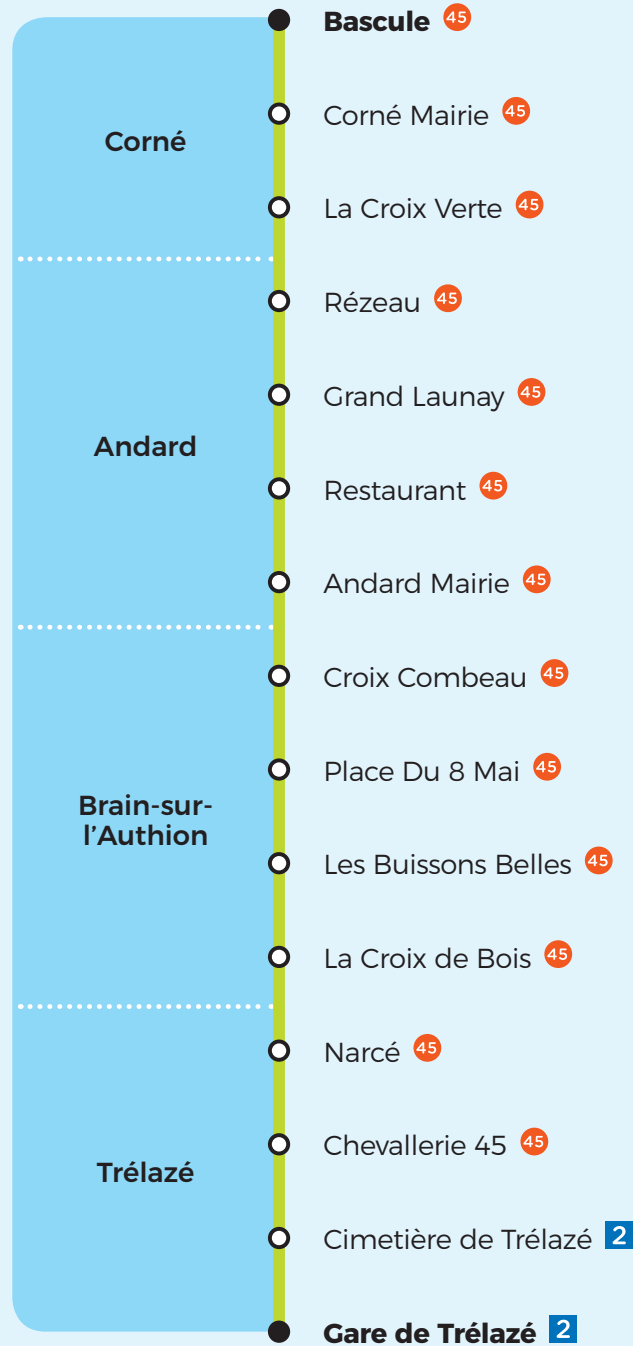 Bascule 45
Corné Mairie 45
Corné
La Croix Verte 45
Rézeau 45
Grand Launay 45
Andard
Restaurant 45
Andard Mairie 45
Croix Combeau 45
Place Du 8 Mai 45
Brain-sur-
l'Authion
Les Buissons Belles 45
La Croix de Bois 45
Narcé 45
Chevallerie 45 45
Trélazé
Cimetière de Trélazé 2
Gare de Trélazé 2